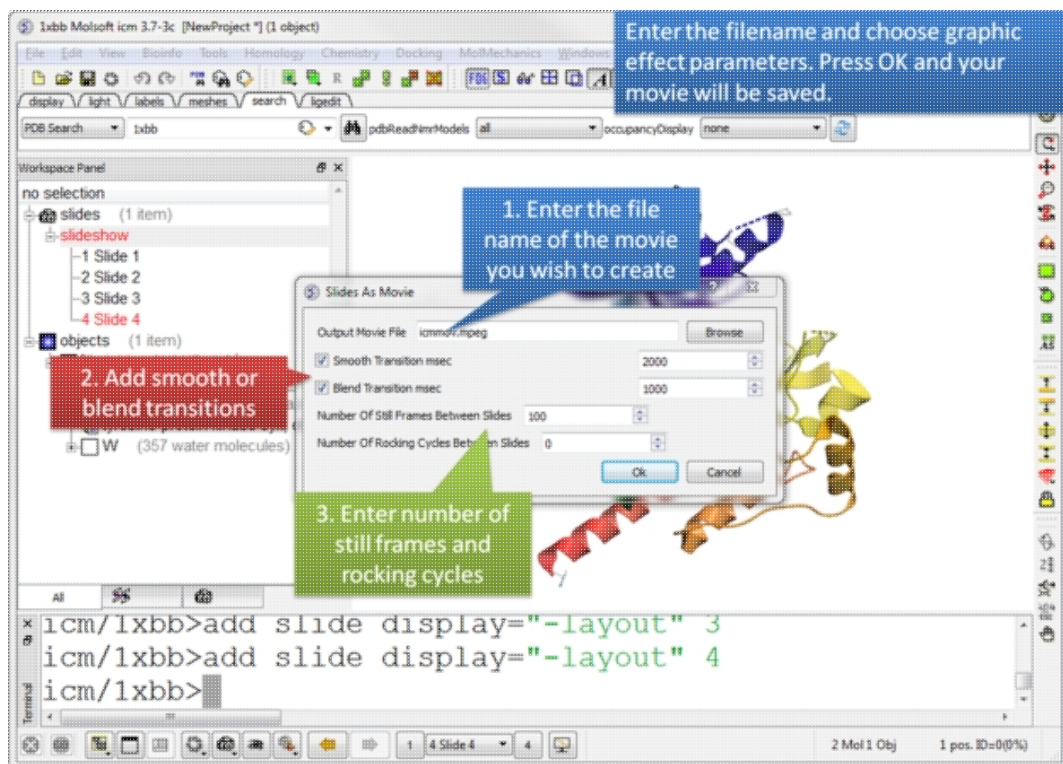 1xbb Molsoft icm 3.7-3c [NewProject *] (1 object)
Enter the filename and choose graphic
effect parameters. Press OK and your
movie will be saved.
File Edit View Bioinfo Tools Homology Chemistry Docking MolMechanics Windows
R FOG S A
display light labels meshes search ligedit
PDB Search 1xbb pdbReadNmrModels all occupancyDisplay none
Workspace Panel
no selection
slides (1 item)
slideshow
1 Slide 1
2 Slide 2
3 Slide 3
4 Slide 4
objects (1 item)
W (357 water molecules)
1. Enter the file
name of the movie
you wish to create
Slides As Movie
Output Movie File icmmov.mpeg Browse
Smooth Transition msec 2000
Blend Transition msec 1000
Number Of Still Frames Between Slides 100
Number Of Rocking Cycles Between Slides 0
Ok Cancel
2. Add smooth or
blend transitions
3. Enter number of
still frames and
rocking cycles
All
icm/1xbb>add slide display="-layout" 3
icm/1xbb>add slide display="-layout" 4
icm/1xbb>
Terminal
1 4 Slide 4 4 2 Mol 1 Obj 1 pos. ID=0(0%)